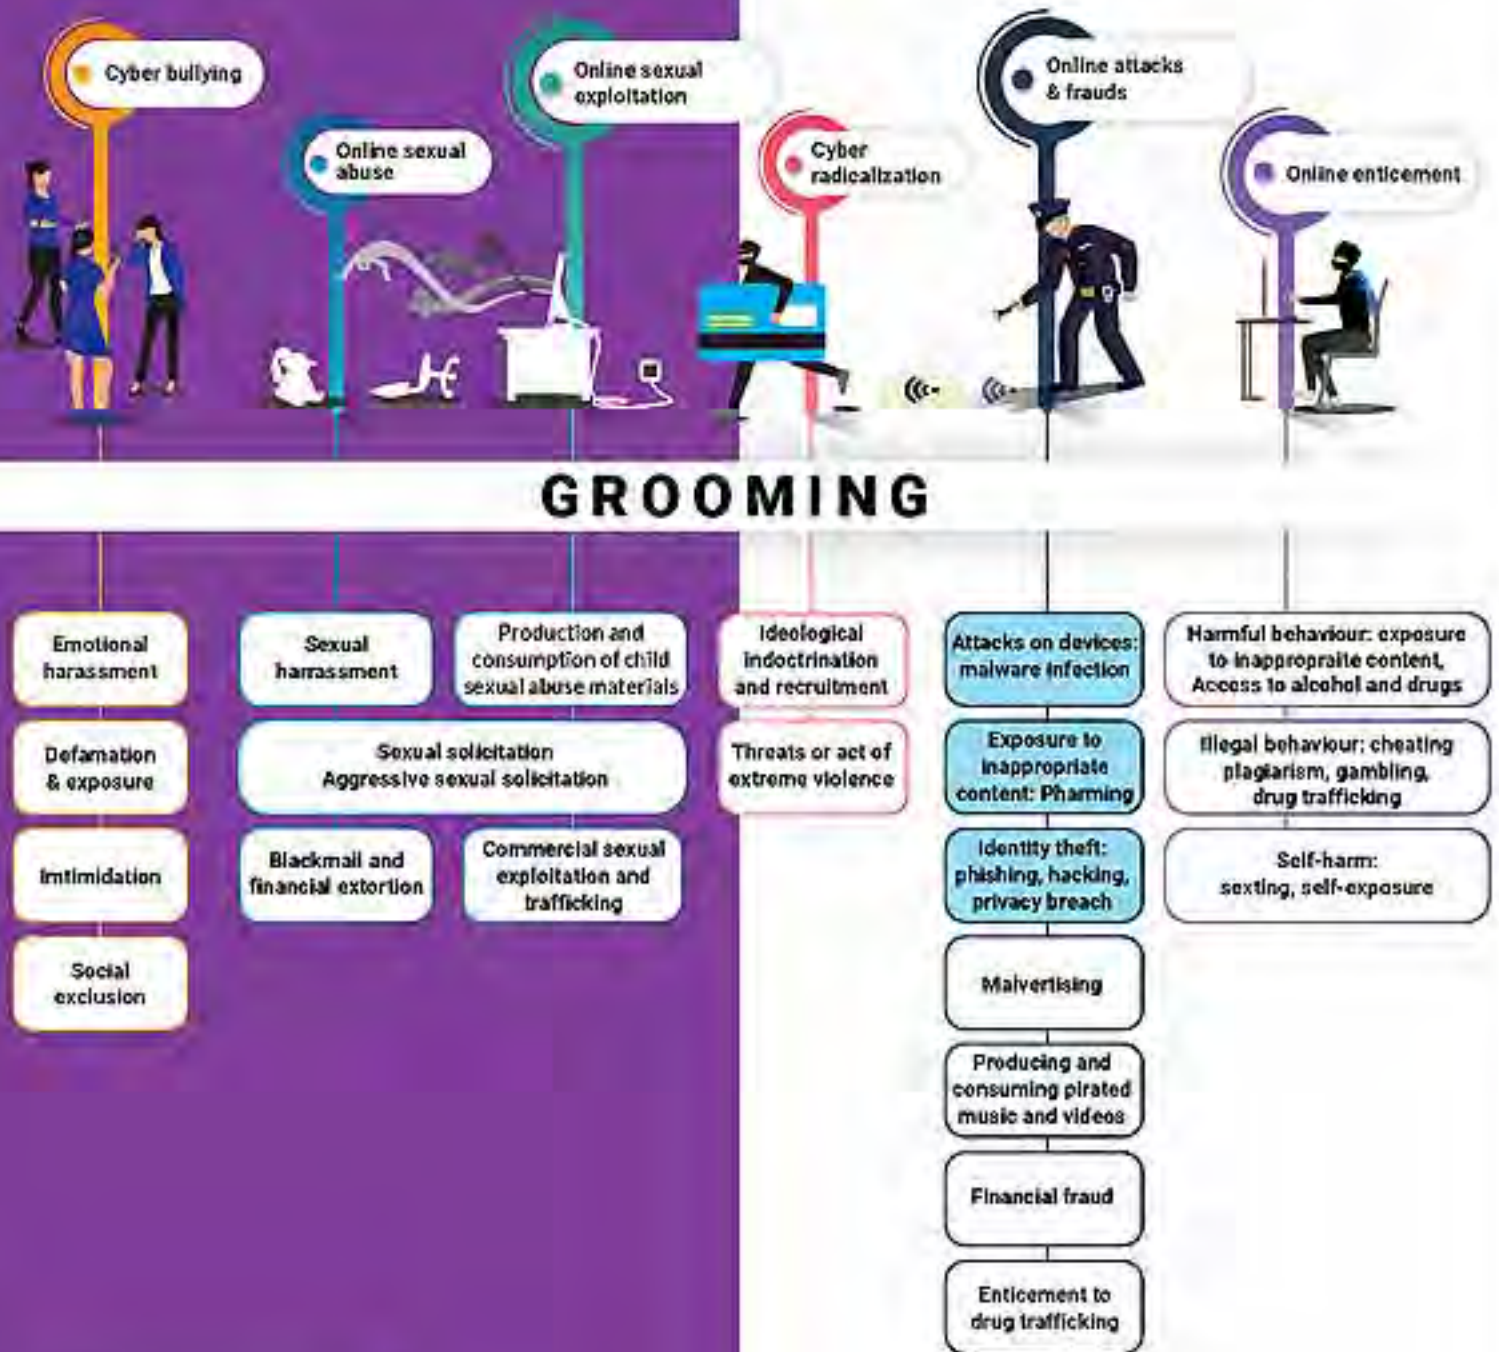 Cyber bullying
Online sexual
abuse
Online sexual
exploitation
Cyber
radicalization
Online attacks
& frauds
Online enticement
GROOMING
Emotional
harassment
Defamation
& exposure
Imtimidation
Social
exclusion
Sexual
harrassment
Production and
consumption of child
sexual abuse materials
Sexual solicitation
Aggressive sexual solicitation
Blackmail and
financial extortion
Commercial sexual
exploitation and
trafficking
Ideological
indoctrination
and recruitment
Threats or act of
extreme violence
Attacks on devices:
malware infection
Exposure to
inappropriate
content: Pharming
Identity theft:
phishing, hacking,
privacy breach
Malvertising
Producing and
consuming pirated
music and videos
Financial fraud
Enticement to
drug trafficking
Harmful behaviour: exposure
to inappropraite content,
Access to alcohol and drugs
Illegal behaviour: cheating
plagiarism, gambling,
drug trafficking
Self-harm:
sexting, self-exposure